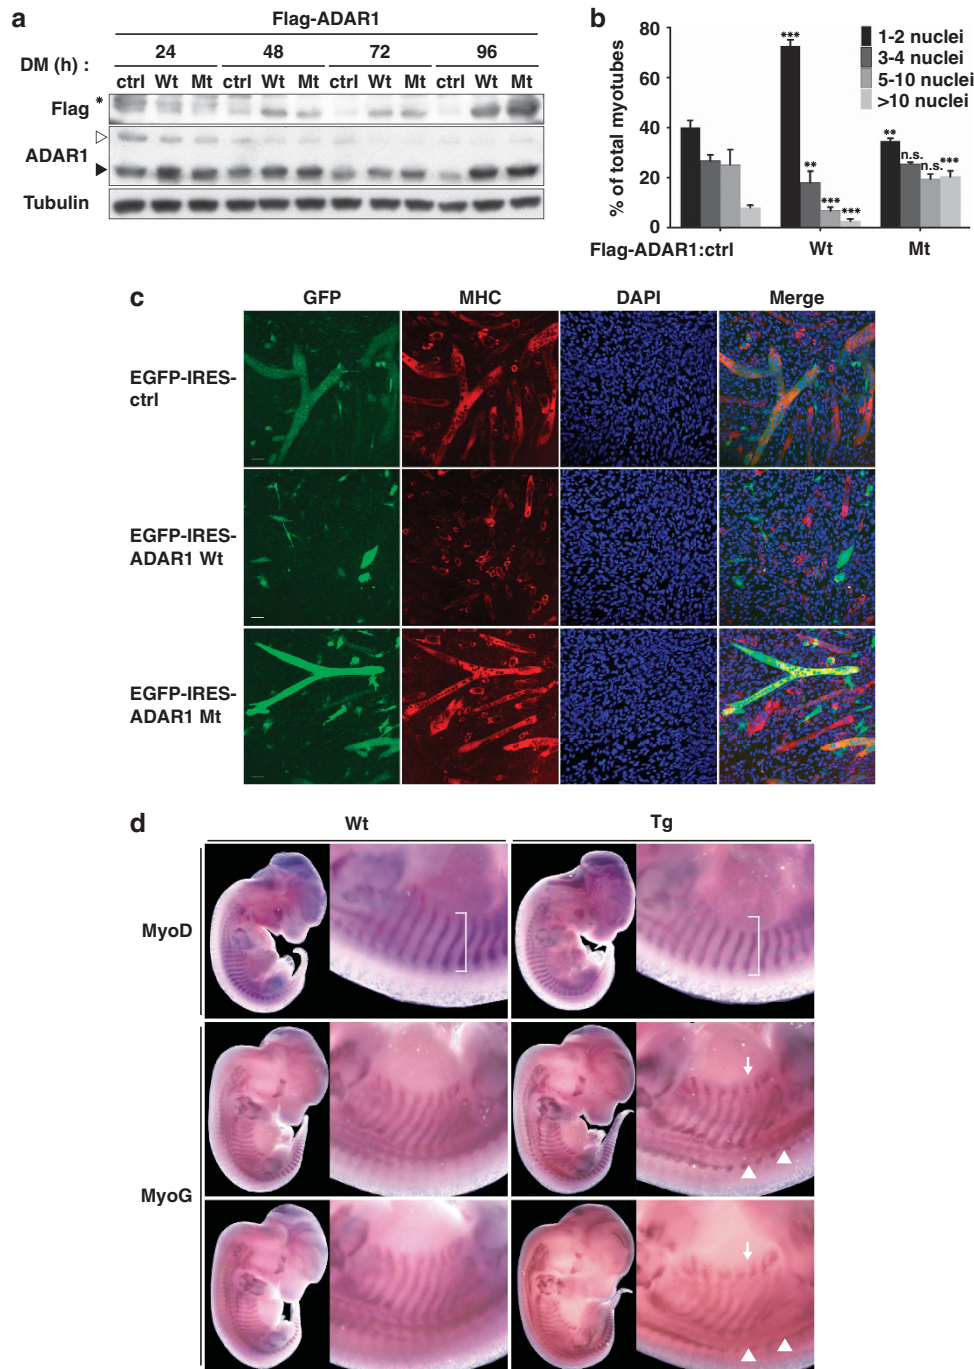 a
Flag-ADAR1
DM (h) : 24 48 72 96
ctrl Wt Mt ctrl Wt Mt ctrl Wt Mt ctrl Wt Mt
Flag *
ADAR1
Tubulin
b
% of total myotubes
80
60
40
20
0
1-2 nuclei
3-4 nuclei
5-10 nuclei
>10 nuclei
*** ** *** ***
** n.s. n.s. ***
Flag-ADAR1:ctrl Wt Mt
c
GFP MHC DAPI Merge
EGFP-IRES-
ctrl
EGFP-IRES-
ADAR1 Wt
EGFP-IRES-
ADAR1 Mt
d
Wt Tg
MyoD
MyoG